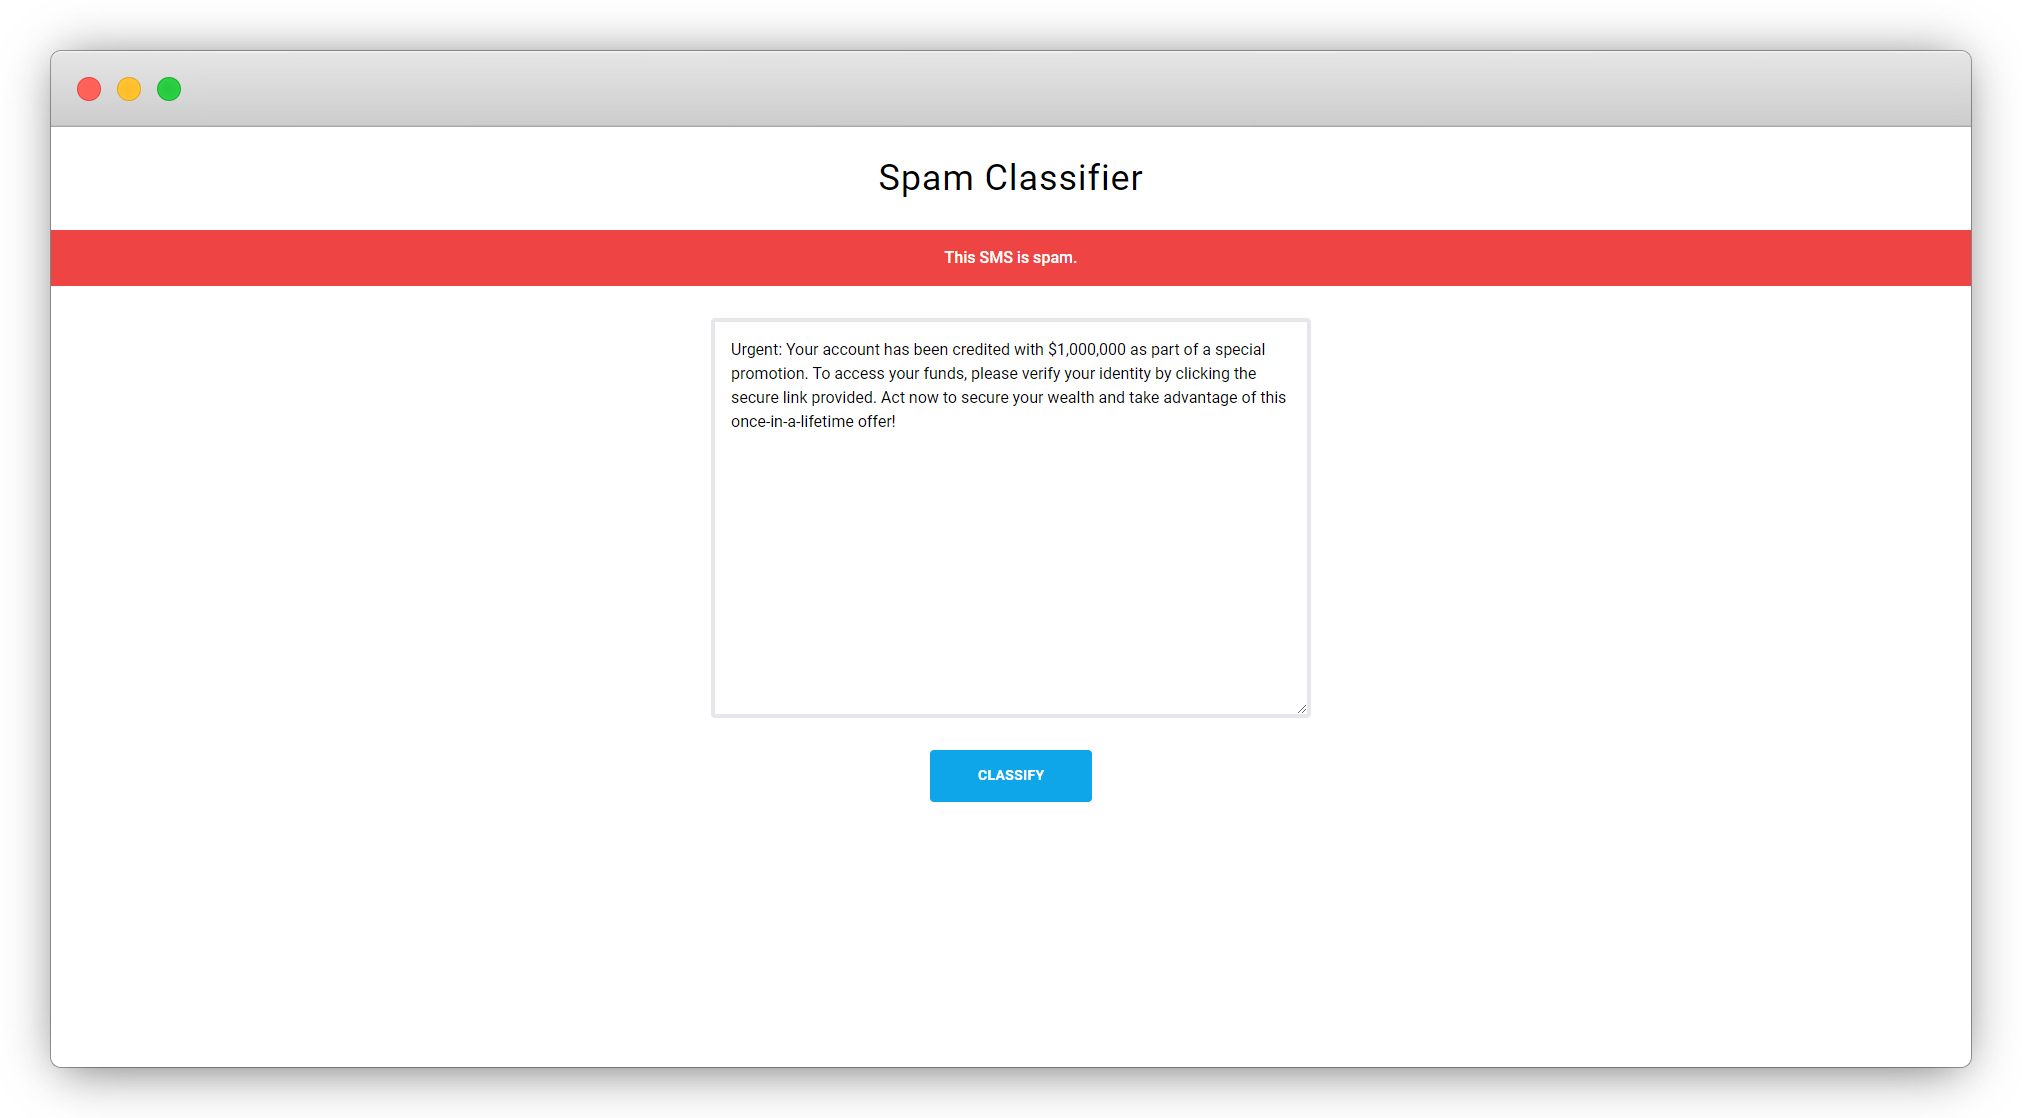 Spam Classifier
This SMS is spam.
Urgent: Your account has been credited with $1,000,000 as part of a special
promotion. To access your funds, please verify your identity by clicking the
secure link provided. Act now to secure your wealth and take advantage of this
once-in-a-lifetime offer!
CLASSIFY